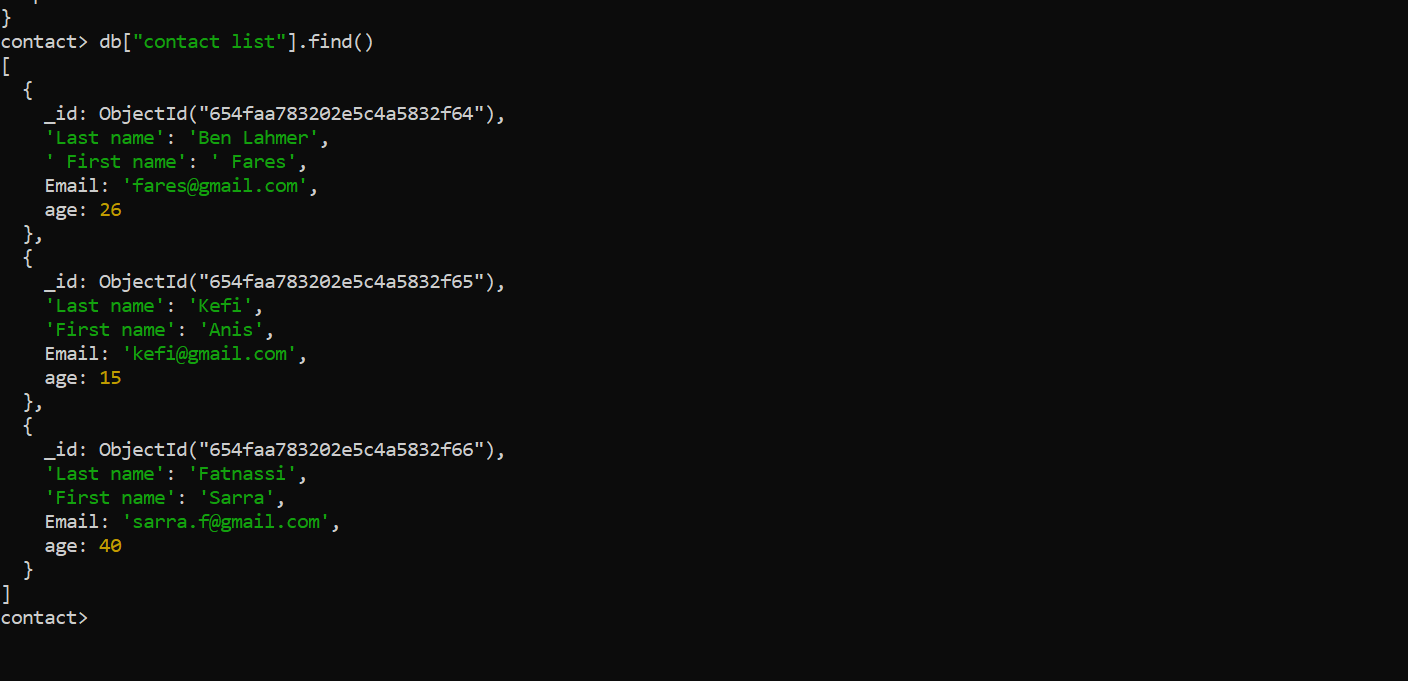 }
contact> db["contact list"].find()
[
  {
    _id: ObjectId("654faa783202e5c4a5832f64"),
    'Last name': 'Ben Lahmer',
    ' First name': ' Fares',
    Email: 'fares@gmail.com',
    age: 26
  },
  {
    _id: ObjectId("654faa783202e5c4a5832f65"),
    'Last name': 'Kefi',
    'First name': 'Anis',
    Email: 'kefi@gmail.com',
    age: 15
  },
  {
    _id: ObjectId("654faa783202e5c4a5832f66"),
    'Last name': 'Fatnassi',
    'First name': 'Sarra',
    Email: 'sarra.f@gmail.com',
    age: 40
  }
]
contact>